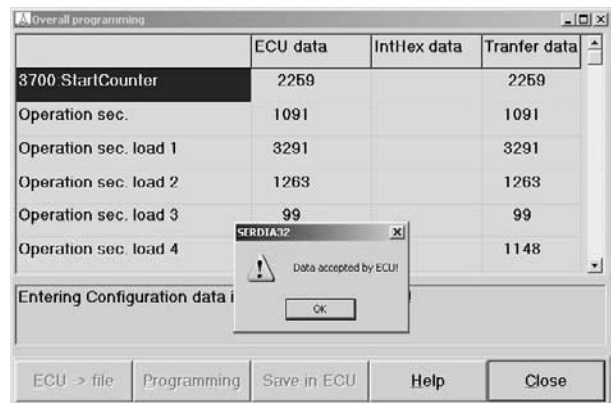 Overall programming
ECU data IntHex data Tranfer data
3700 StartCounter 2259 2259
Operation sec. 1091 1091
Operation sec. load 1 3291 3291
Operation sec. load 2 1263 1263
Operation sec. load 3 99 99
Operation sec. load 4 1148
SERDIA32
Data accepted by ECU!
OK
Entering Configuration data
ECU -> file Programming Save in ECU Help Close